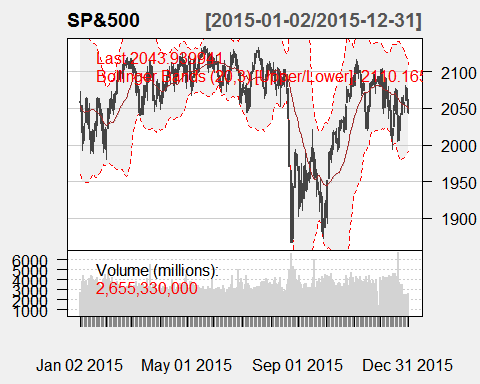 SP&500 [2015-01-02/2015-12-31]
Last 2043.939941
Bollinger Bands (20,3) [Upper/Lower]: 2110.165
2100
2050
2000
1950
1900
Volume (millions):
2,655,330,000
6000
5000
4000
3000
2000
1000
Jan 02 2015 May 01 2015 Sep 01 2015 Dec 31 2015